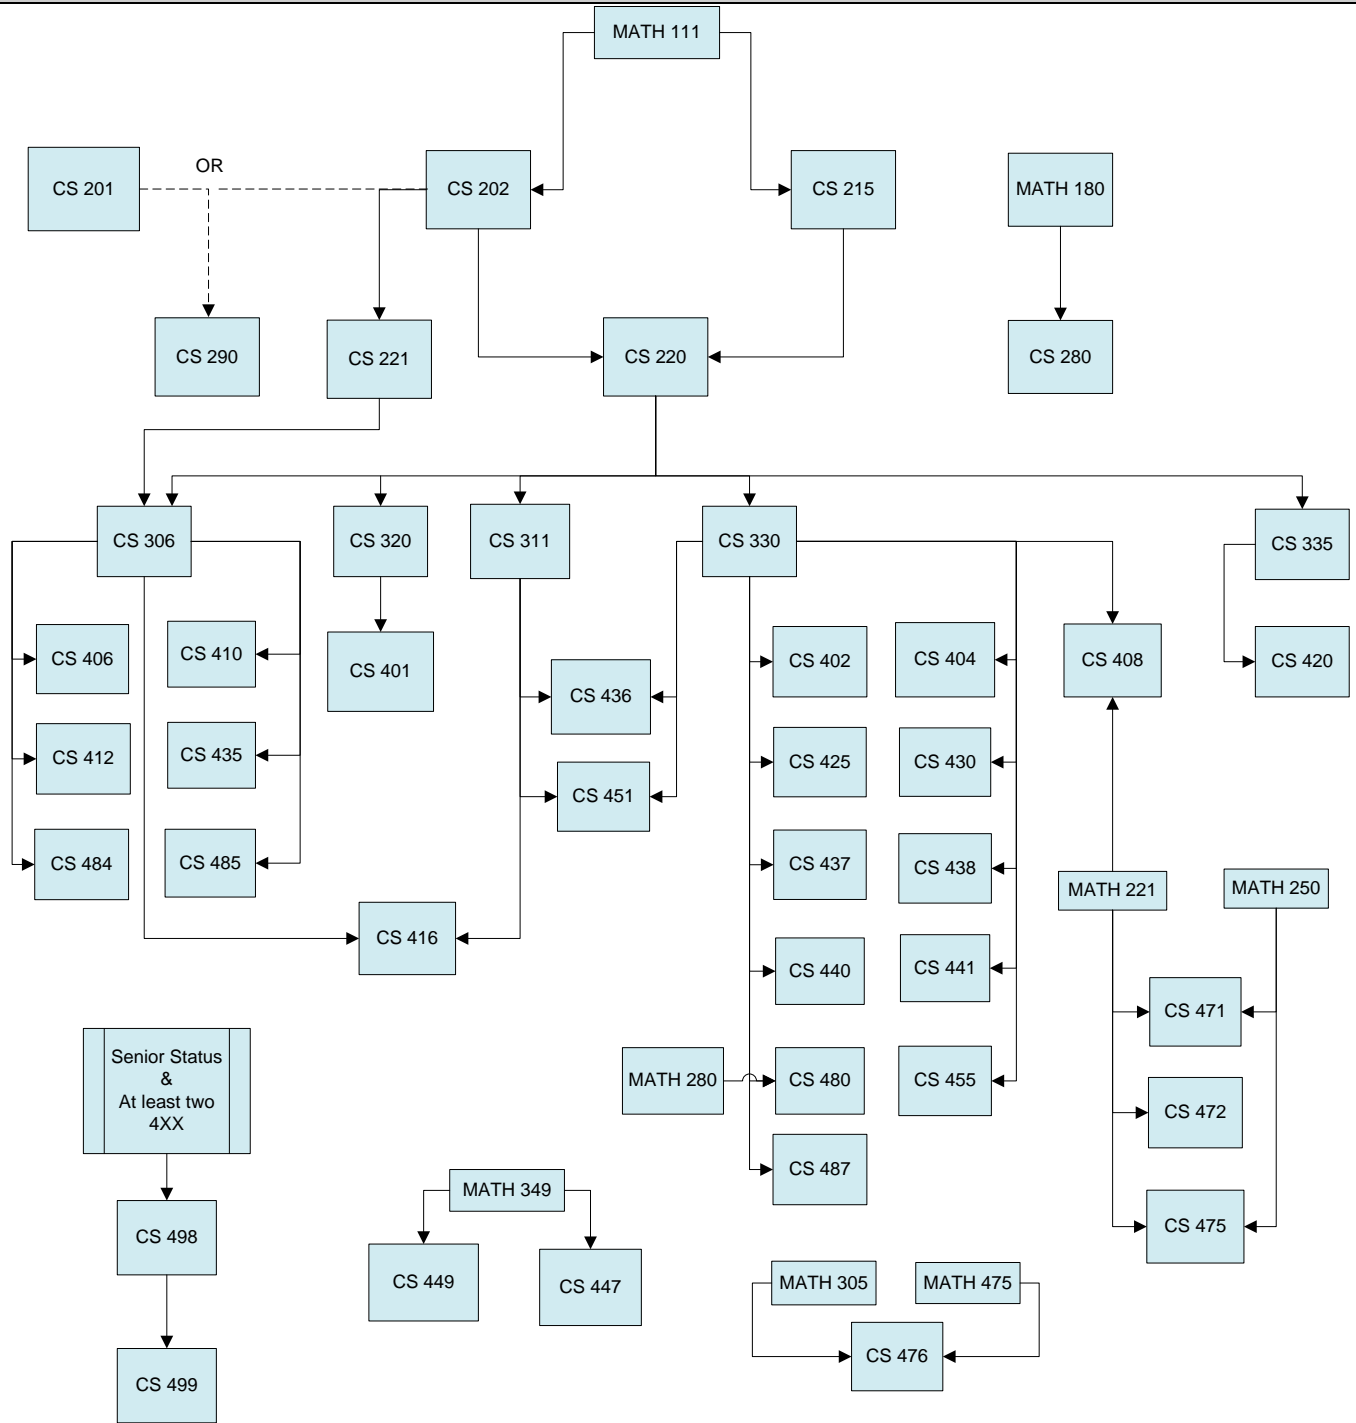 MATH 111
OR
CS 201
CS 202
CS 215
MATH 180
CS 290
CS 221
CS 220
CS 280
CS 306
CS 320
CS 311
CS 330
CS 335
CS 406
CS 410
CS 401
CS 436
CS 402
CS 404
CS 408
CS 420
CS 412
CS 435
CS 451
CS 425
CS 430
CS 484
CS 485
CS 437
CS 438
MATH 221
MATH 250
CS 416
CS 440
CS 441
CS 471
Senior Status
&
At least two
4XX
MATH 280
CS 480
CS 455
CS 472
CS 487
MATH 349
CS 498
CS 475
CS 449
CS 447
MATH 305
MATH 475
CS 476
CS 499